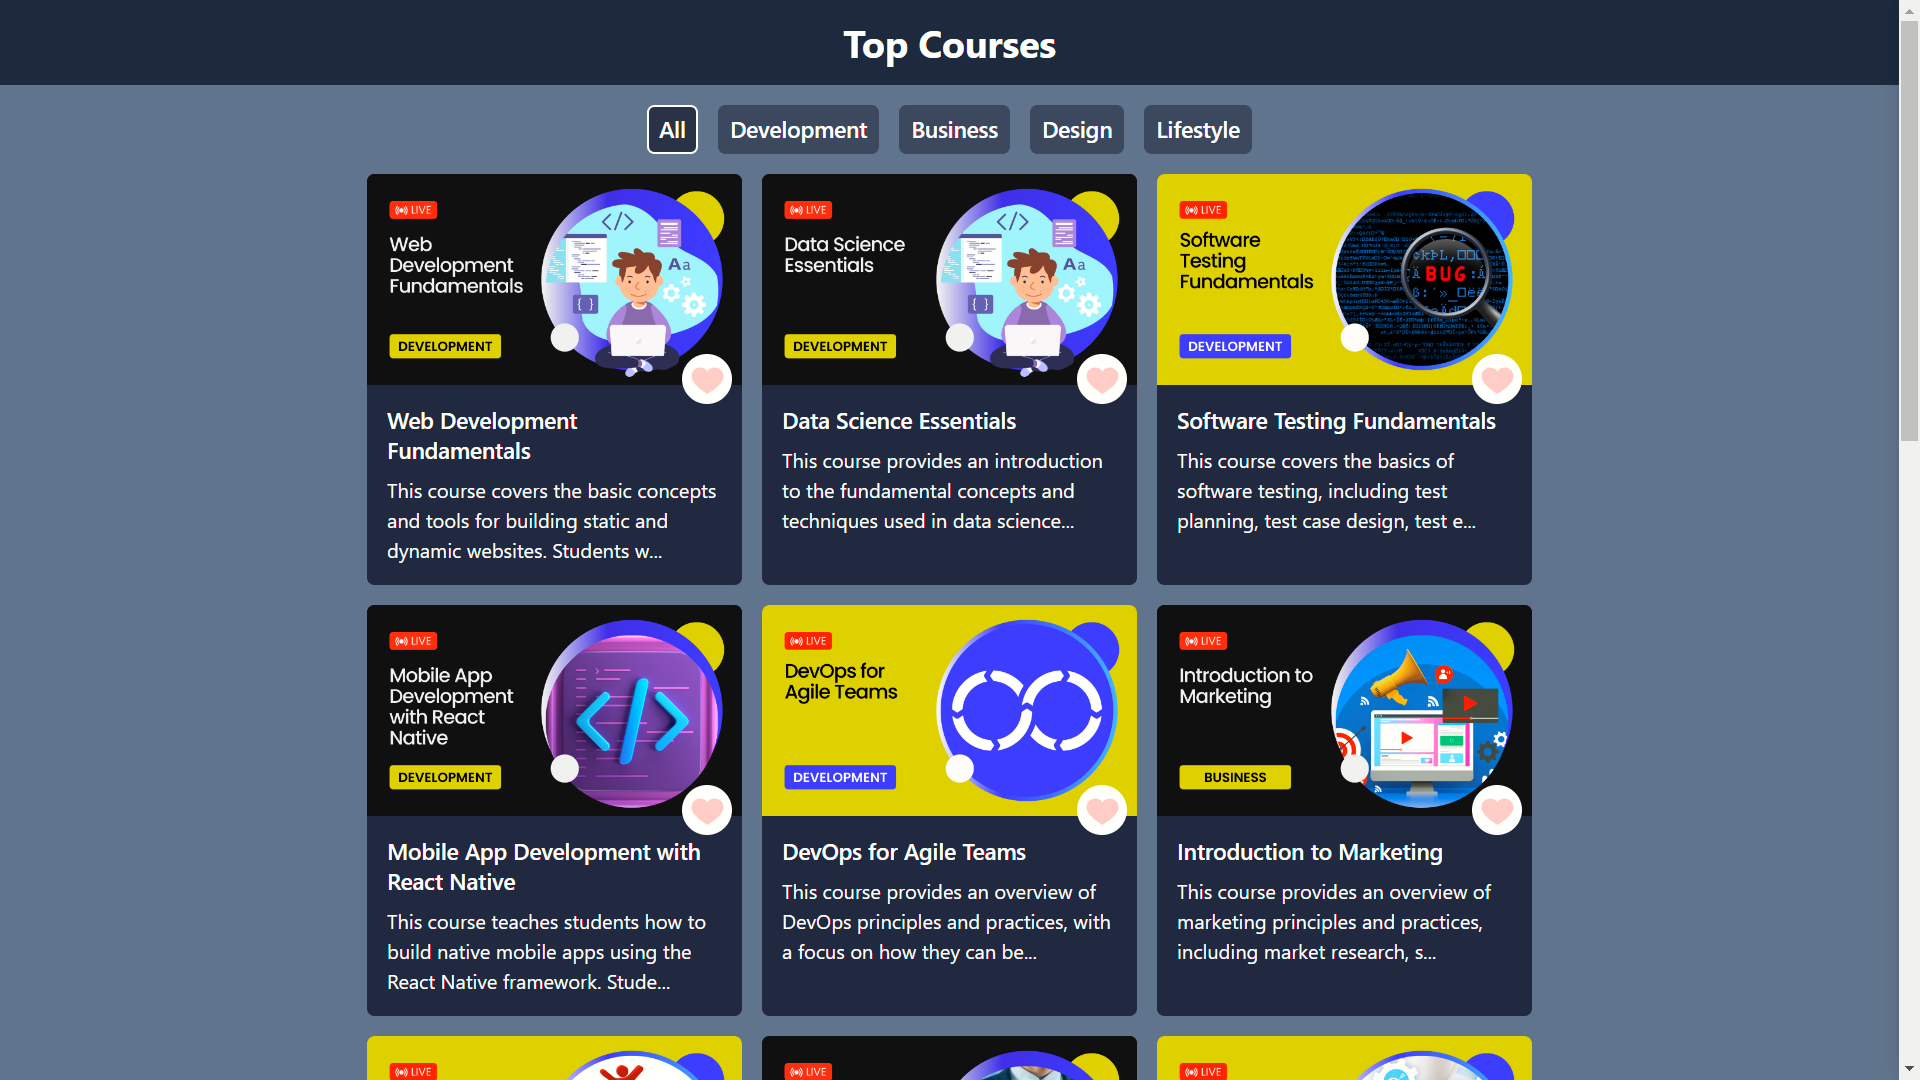 Top Courses
All
Development
Business
Design
Lifestyle
LIVE
Web
Development
Fundamentals
Aa
DEVELOPMENT
Web Development
Fundamentals
This course covers the basic concepts
and tools for building static and
dynamic websites. Students w...
LIVE
Data Science
Essentials
Aa
DEVELOPMENT
Data Science Essentials
This course provides an introduction
to the fundamental concepts and
techniques used in data science...
LIVE
Software
Testing
Fundamentals
BUG
DEVELOPMENT
Software Testing Fundamentals
This course covers the basics of
software testing, including test
planning, test case design, test e...
LIVE
Mobile App
Development
with React
Native
DEVELOPMENT
Mobile App Development with
React Native
This course teaches students how to
build native mobile apps using the
React Native framework. Stude...
LIVE
DevOps for
Agile Teams
DEVELOPMENT
DevOps for Agile Teams
This course provides an overview of
DevOps principles and practices, with
a focus on how they can be...
LIVE
Introduction to
Marketing
BUSINESS
Introduction to Marketing
This course provides an overview of
marketing principles and practices,
including market research, s...
LIVE
LIVE
LIVE